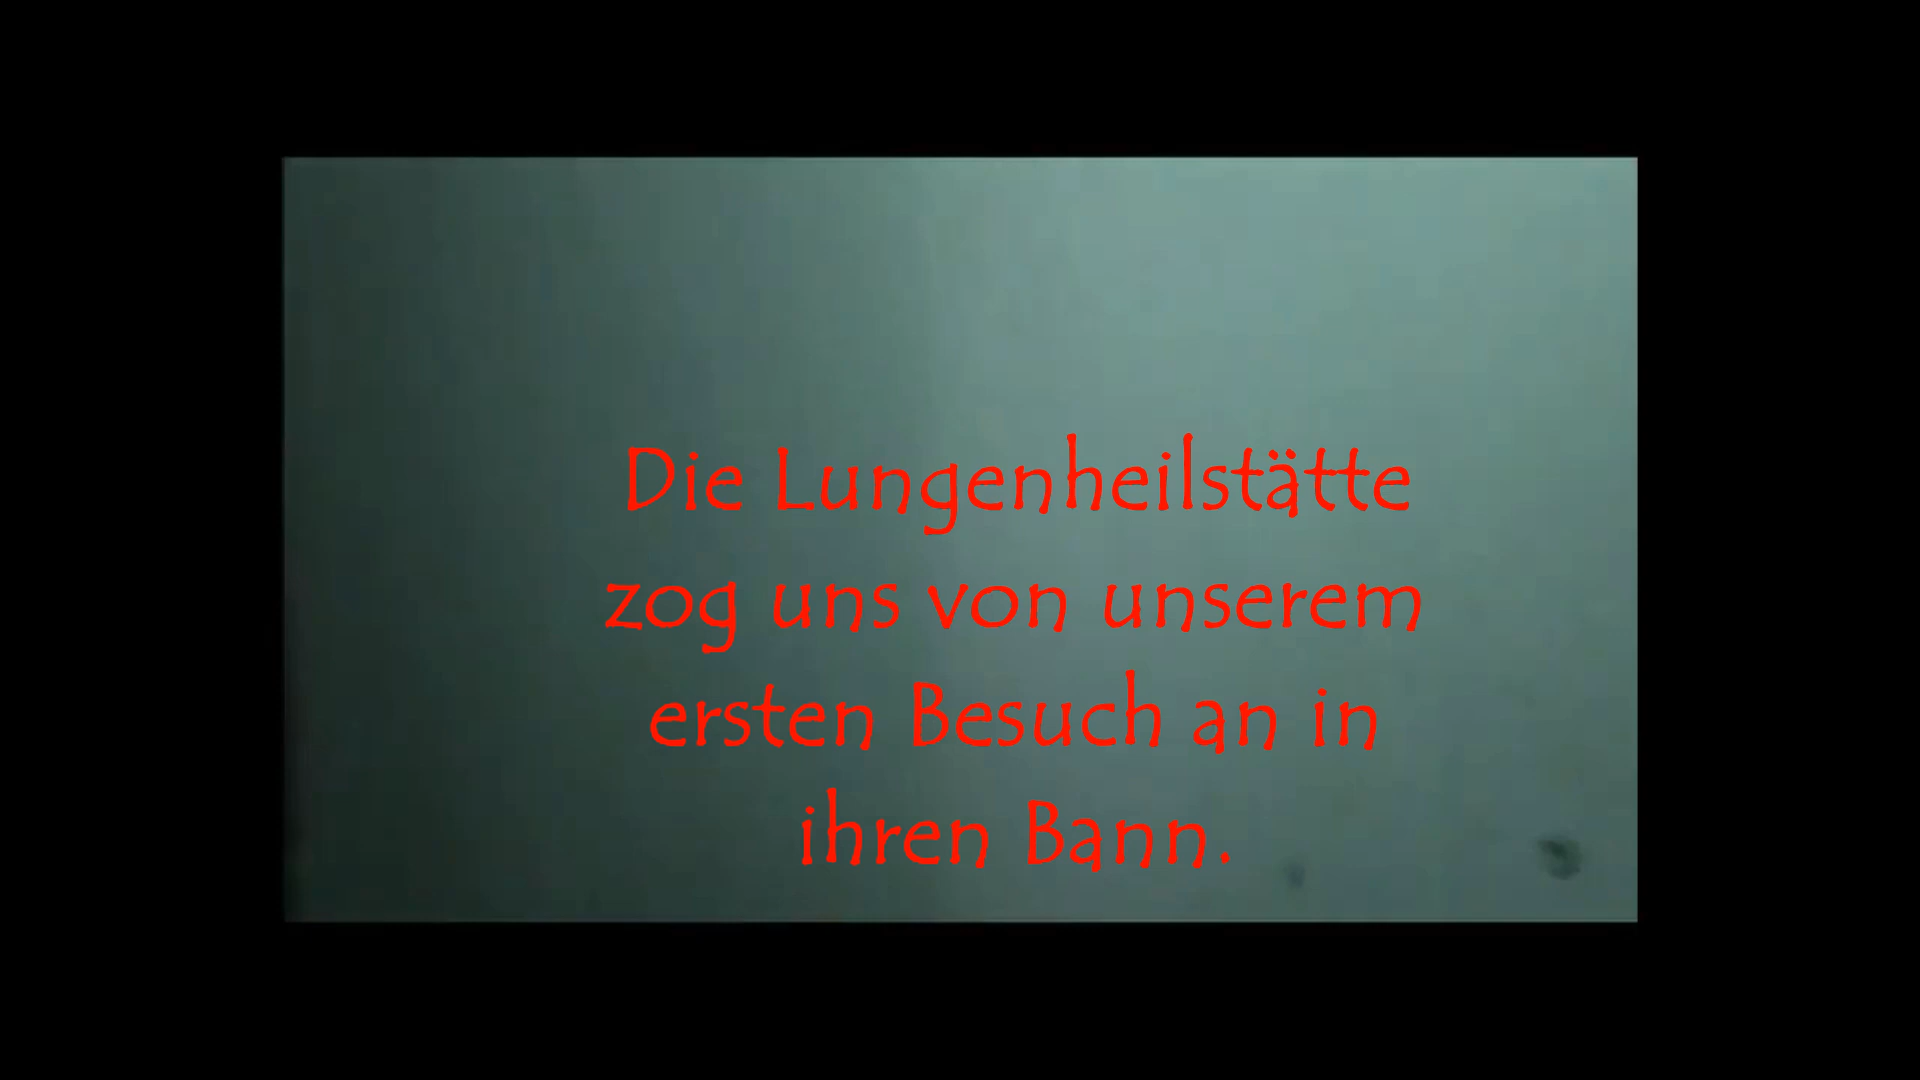 Die Lungenheilstätte
zog uns von unserem
ersten Besuch an in
ihren Bann.